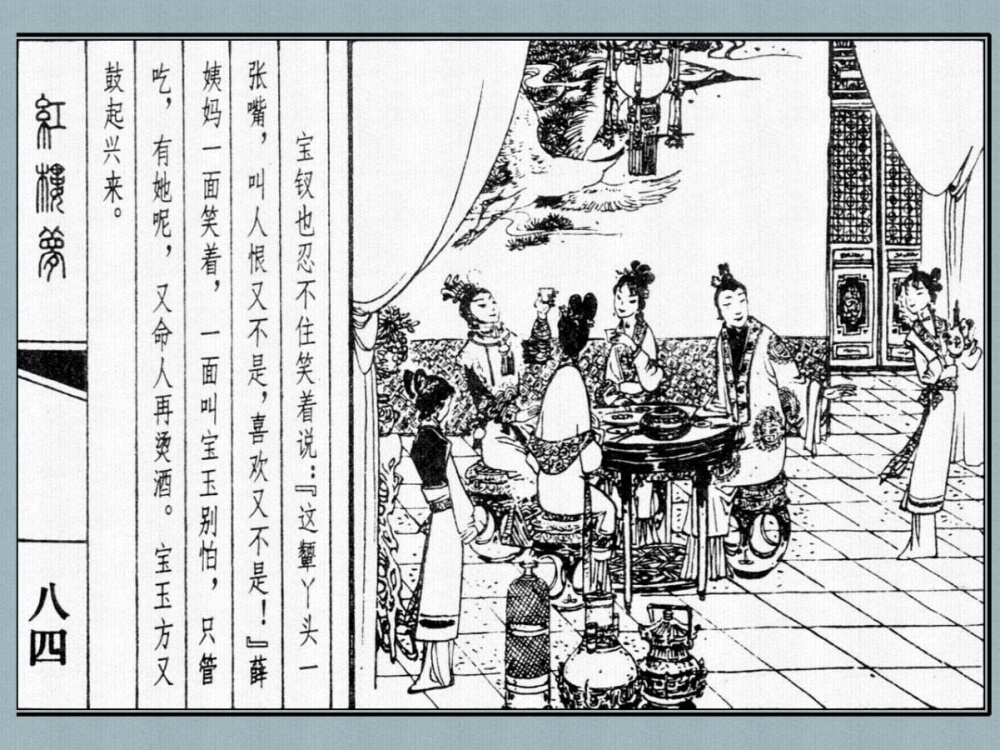 宝钗也忍不住笑着说：『这颦丫头一
张嘴，叫人恨又不是，喜欢又不是！』薛
姨妈一面笑着，一面叫宝玉别怕，只管
吃，有她呢，又命人再烫酒。宝玉方又
鼓起兴来。
紅樓夢
八四